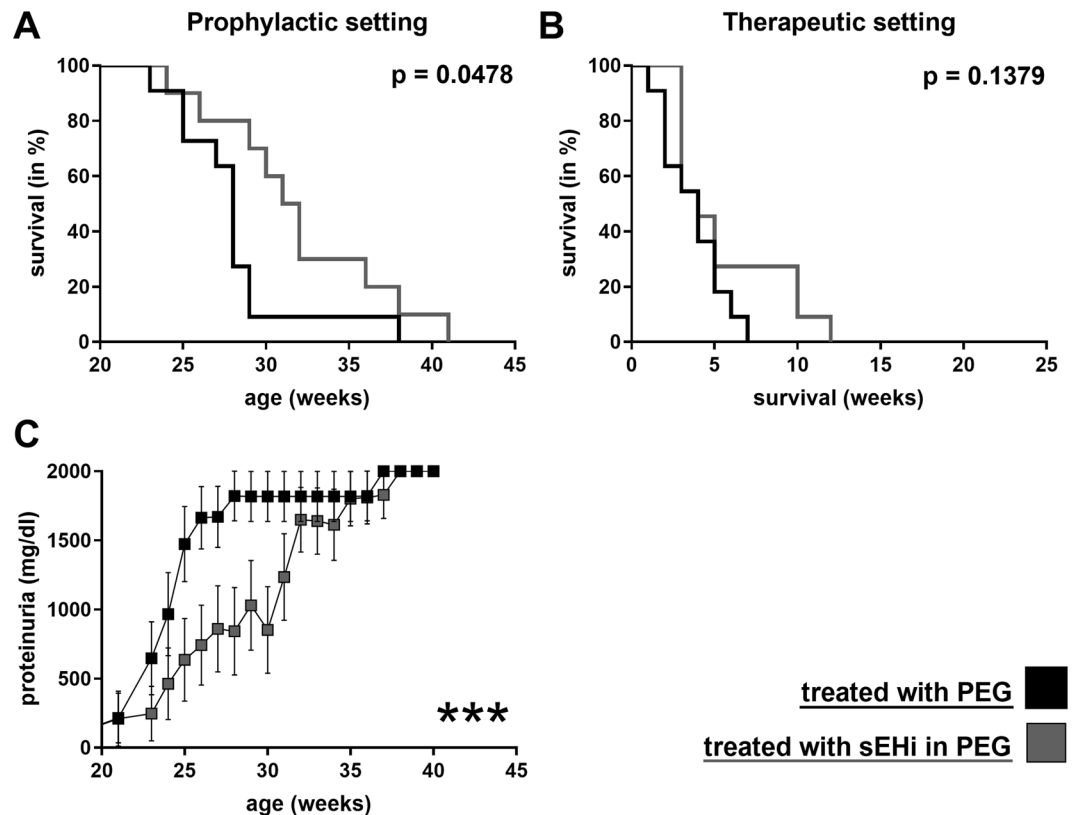 A Prophylactic setting
p = 0.0478
100
80
60
40
20
0
survival (in %)
20 25 30 35 40 45
age (weeks)
B Therapeutic setting
p = 0.1379
100
80
60
40
20
0
survival (in %)
0 5 10 15 20 25
survival (weeks)
C
2000
1500
1000
500
0
proteinuria (mg/dl)
***
20 25 30 35 40 45
age (weeks)
treated with PEG
treated with sEHi in PEG